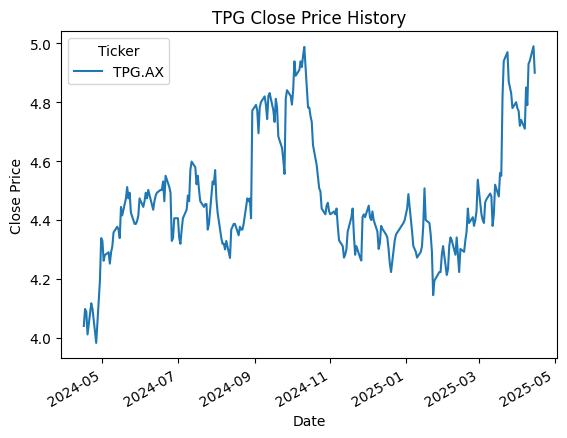 TPG Close Price History
Ticker
TPG.AX
Close Price
5.0
4.8
4.6
4.4
4.2
4.0
2024-05
2024-07
2024-09
2024-11
2025-01
2025-03
2025-05
Date